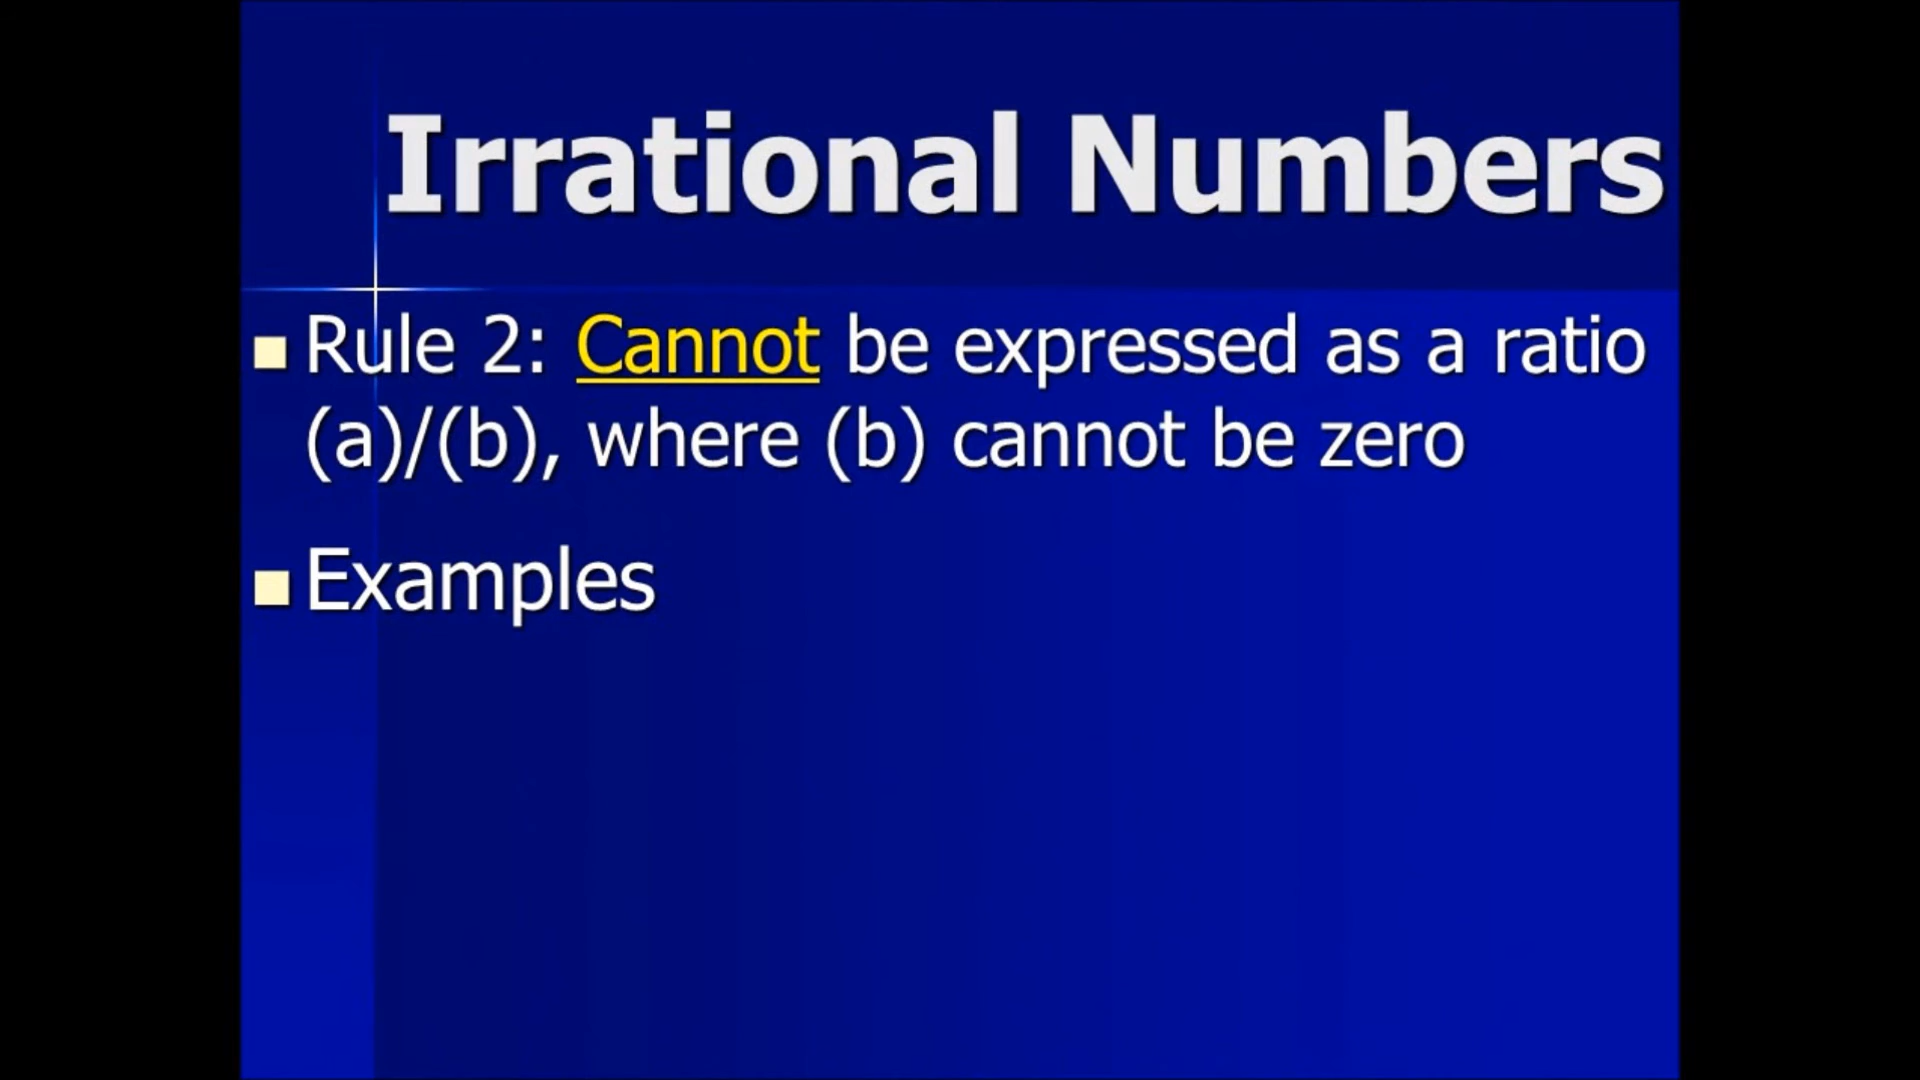 Irrational Numbers
Rule 2: Cannot be expressed as a ratio
(a)/(b), where (b) cannot be zero
Examples